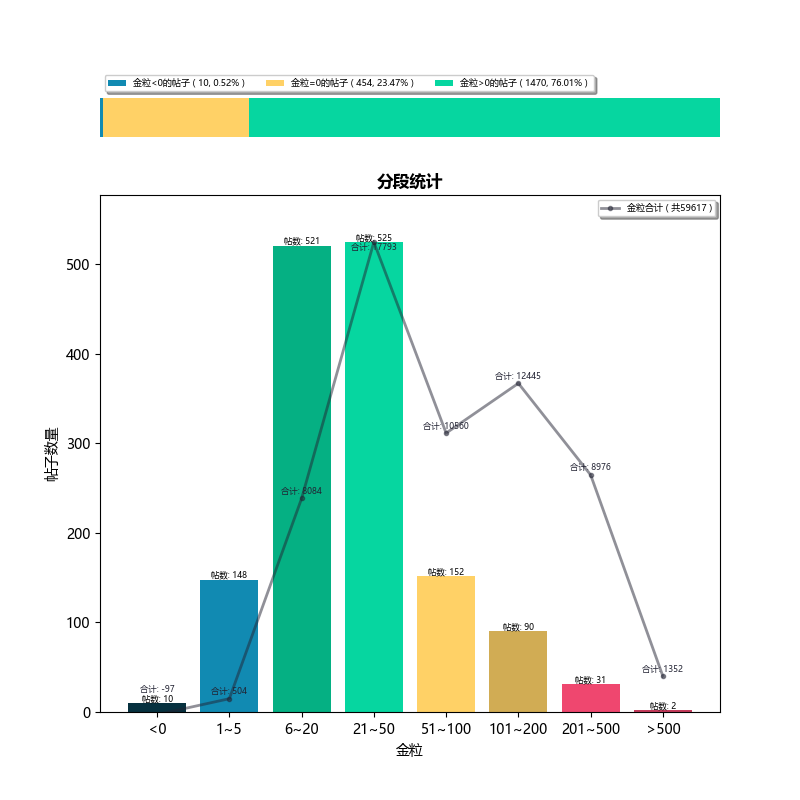 金粒<0的帖子 ( 10, 0.52% ) 金粒=0的帖子 ( 454, 23.47% ) 金粒>0的帖子 ( 1470, 76.01% )
分段统计
金粒合计 ( 共59617 )
帖子数量
500
400
300
200
100
0
帖数: 521
帖数: 525
合计: 17793
合计: 12445
合计: 10560
合计: 8976
合计: 8084
帖数: 148
帖数: 152
帖数: 90
合计: -97
帖数: 10
合计: 504
帖数: 31
合计: 1352
帖数: 2
<0 1~5 6~20 21~50 51~100 101~200 201~500 >500
金粒